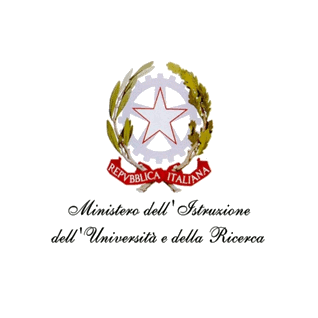 REPVBBLICA ITALIANA
Ministero dell'Istruzione
dell'Università e della Ricerca